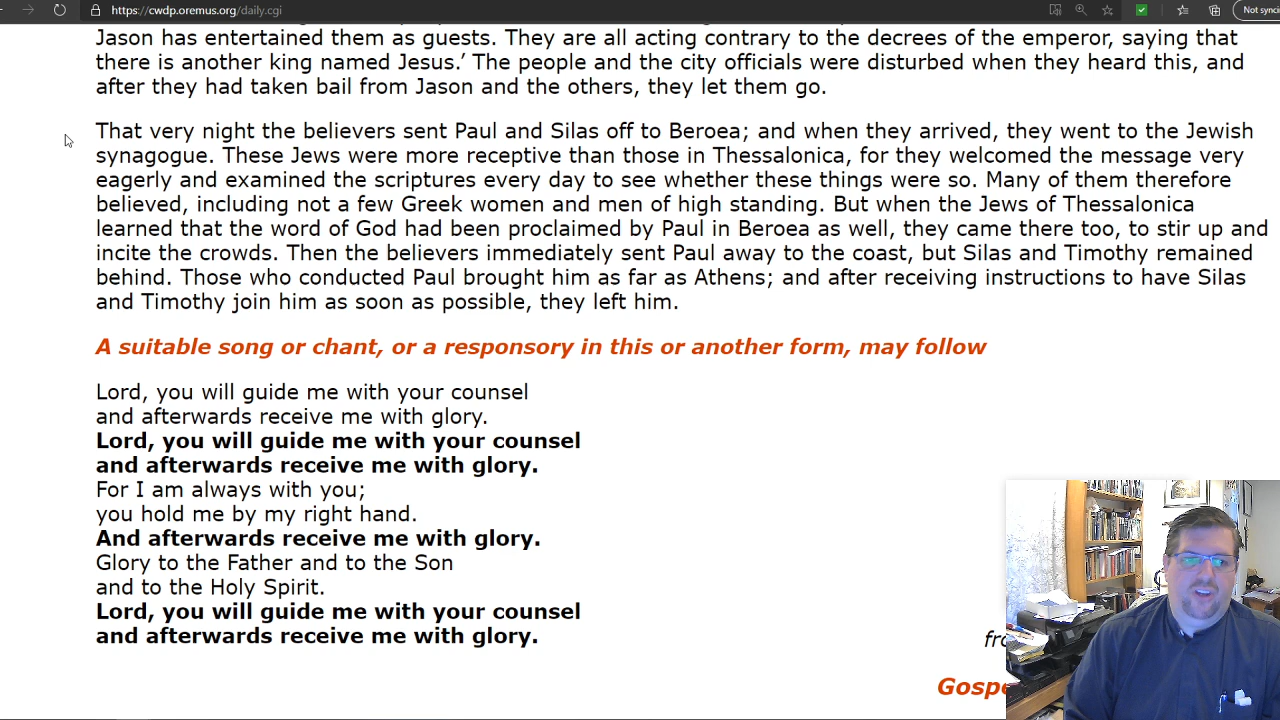 https://cwdp.oremus.org/daily.cgi
Not synci
Jason has entertained them as guests. They are all acting contrary to the decrees of the emperor, saying that
there is another king named Jesus.’ The people and the city officials were disturbed when they heard this, and
after they had taken bail from Jason and the others, they let them go.
That very night the believers sent Paul and Silas off to Beroea; and when they arrived, they went to the Jewish
synagogue. These Jews were more receptive than those in Thessalonica, for they welcomed the message very
eagerly and examined the scriptures every day to see whether these things were so. Many of them therefore
believed, including not a few Greek women and men of high standing. But when the Jews of Thessalonica
learned that the word of God had been proclaimed by Paul in Beroea as well, they came there too, to stir up and
incite the crowds. Then the believers immediately sent Paul away to the coast, but Silas and Timothy remained
behind. Those who conducted Paul brought him as far as Athens; and after receiving instructions to have Silas
and Timothy join him as soon as possible, they left him.
A suitable song or chant, or a responsory in this or another form, may follow
Lord, you will guide me with your counsel
and afterwards receive me with glory.
Lord, you will guide me with your counsel
and afterwards receive me with glory.
For I am always with you;
you hold me by my right hand.
And afterwards receive me with glory.
Glory to the Father and to the Son
and to the Holy Spirit.
Lord, you will guide me with your counsel
and afterwards receive me with glory.
fro
Gospe